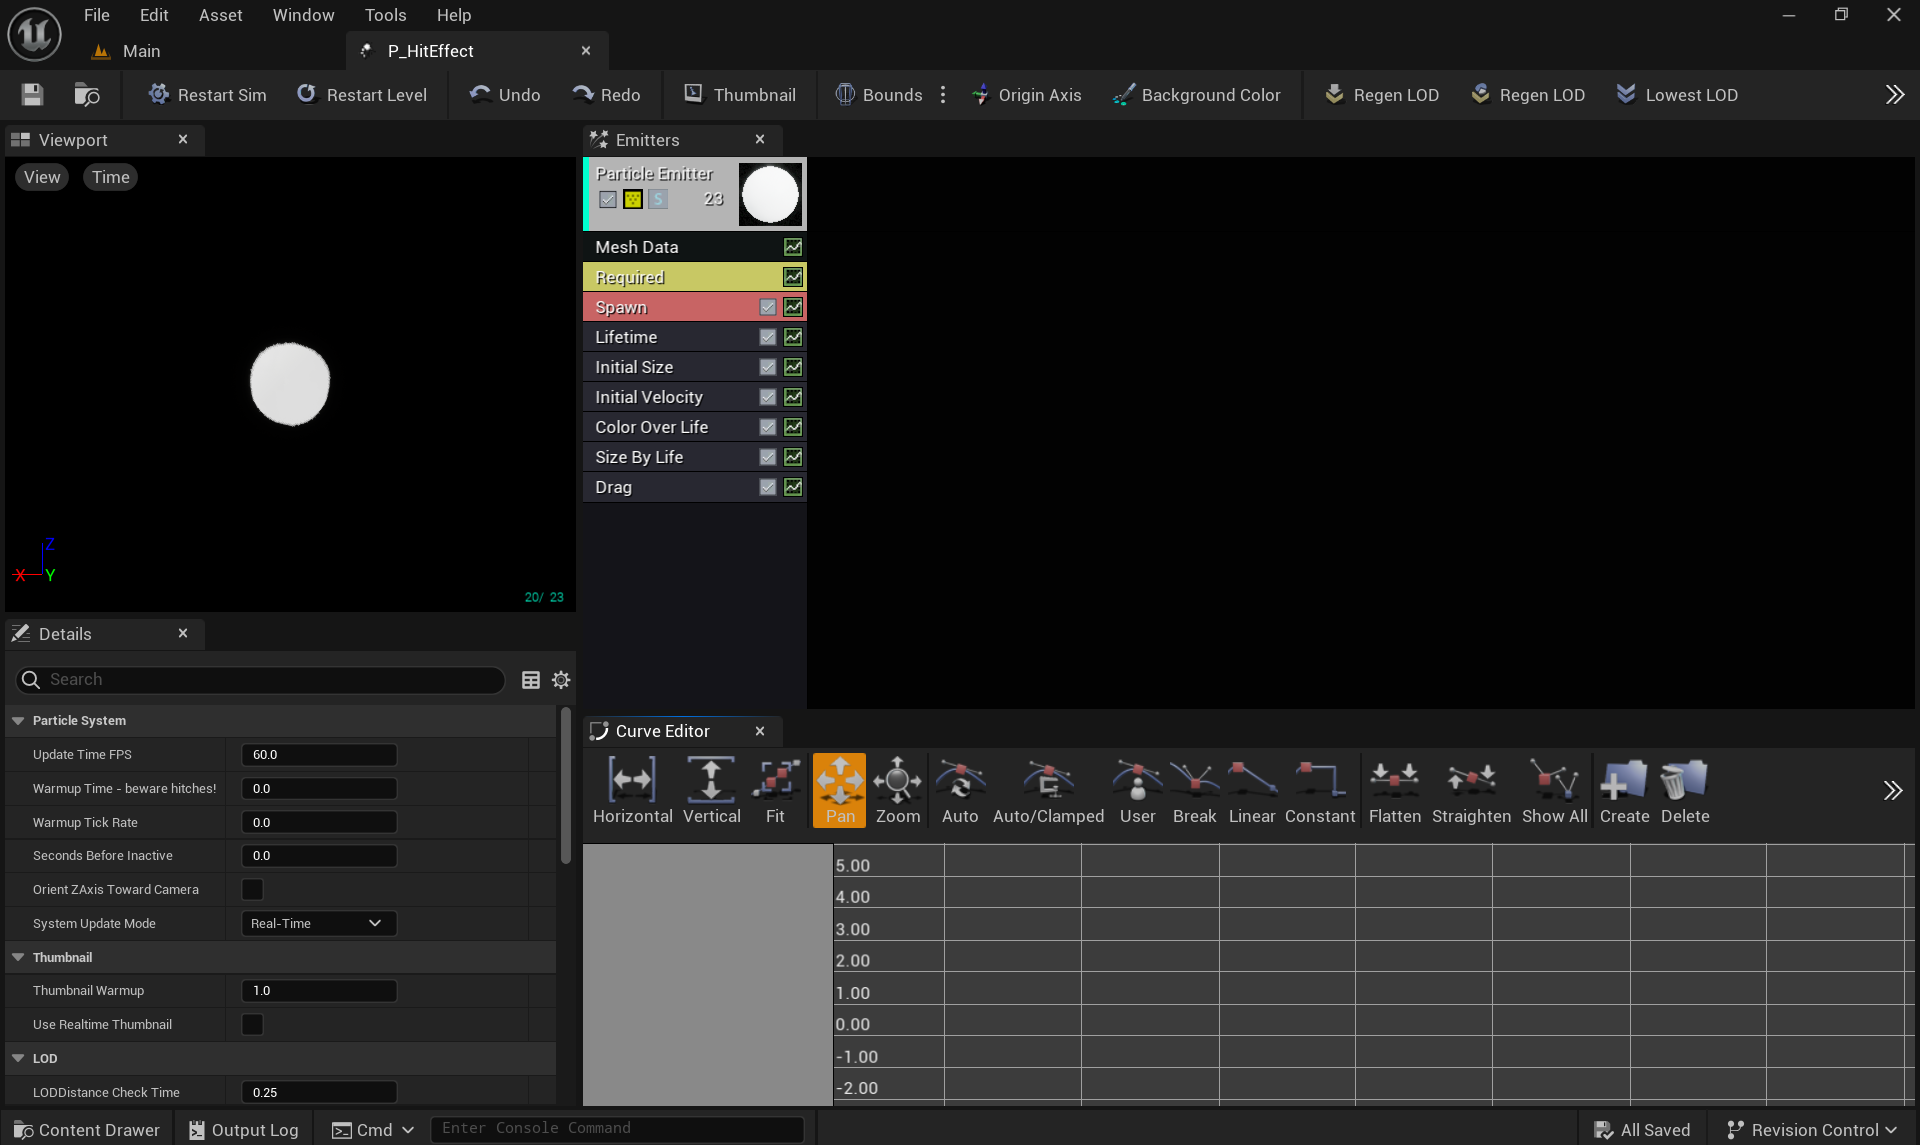 File Edit Asset Window Tools Help
Main P_HitEffect
Restart Sim Restart Level Undo Redo Thumbnail Bounds Origin Axis Background Color Regen LOD Regen LOD Lowest LOD
Viewport
View Time
Z
X Y
20/ 23
Emitters
Particle Emitter
S 23
Mesh Data
Required
Spawn
Lifetime
Initial Size
Initial Velocity
Color Over Life
Size By Life
Drag
Details
Search
Particle System
Update Time FPS 60.0
Warmup Time - beware hitches! 0.0
Warmup Tick Rate 0.0
Seconds Before Inactive 0.0
Orient ZAxis Toward Camera
System Update Mode Real-Time
Thumbnail
Thumbnail Warmup 1.0
Use Realtime Thumbnail
LOD
LODDistance Check Time 0.25
Curve Editor
Horizontal Vertical Fit Pan Zoom Auto Auto/Clamped User Break Linear Constant Flatten Straighten Show All Create Delete
5.00
4.00
3.00
2.00
1.00
0.00
-1.00
-2.00
Content Drawer Output Log Cmd Enter Console Command All Saved Revision Control